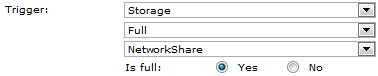 Trigger: Storage
Full
NetworkShare
Is full: Yes No